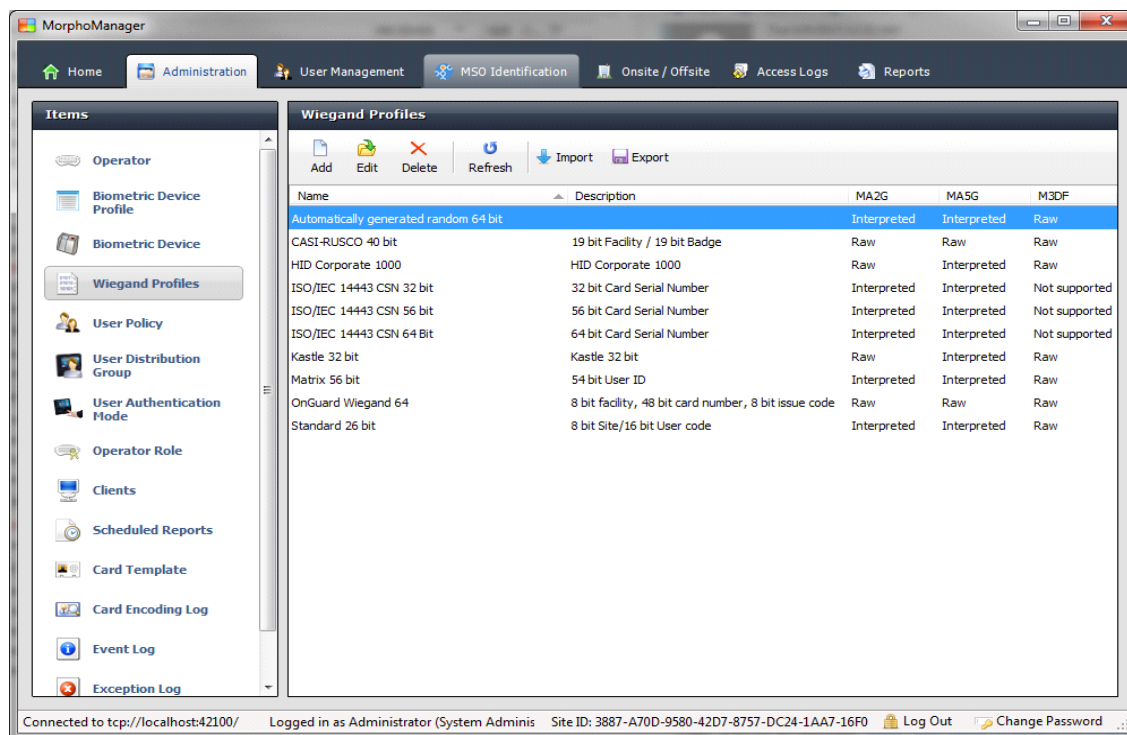 MorphoManager
Home Administration User Management MSO Identification Onsite / Offsite Access Logs Reports
Items
Operator
Biometric Device
Profile
Biometric Device
Wiegand Profiles
User Policy
User Distribution
Group
User Authentication
Mode
Operator Role
Clients
Scheduled Reports
Card Template
Card Encoding Log
Event Log
Exception Log
Wiegand Profiles
Add Edit Delete Refresh Import Export
Name Description MA2G MA5G M3DF
Automatically generated random 64 bit Interpreted Interpreted Raw
CASI-RUSCO 40 bit 19 bit Facility / 19 bit Badge Raw Raw Raw
HID Corporate 1000 HID Corporate 1000 Raw Interpreted Raw
ISO/IEC 14443 CSN 32 bit 32 bit Card Serial Number Interpreted Interpreted Not supported
ISO/IEC 14443 CSN 56 bit 56 bit Card Serial Number Interpreted Interpreted Not supported
ISO/IEC 14443 CSN 64 Bit 64 bit Card Serial Number Interpreted Interpreted Not supported
Kastle 32 bit Kastle 32 bit Raw Interpreted Raw
Matrix 56 bit 54 bit User ID Interpreted Interpreted Raw
OnGuard Wiegand 64 8 bit facility, 48 bit card number, 8 bit issue code Raw Raw Raw
Standard 26 bit 8 bit Site/16 bit User code Interpreted Interpreted Raw
Connected to tcp://localhost:42100/ Logged in as Administrator (System Adminis Site ID: 3887-A70D-9580-42D7-8757-DC24-1AA7-16F0 Log Out Change Password